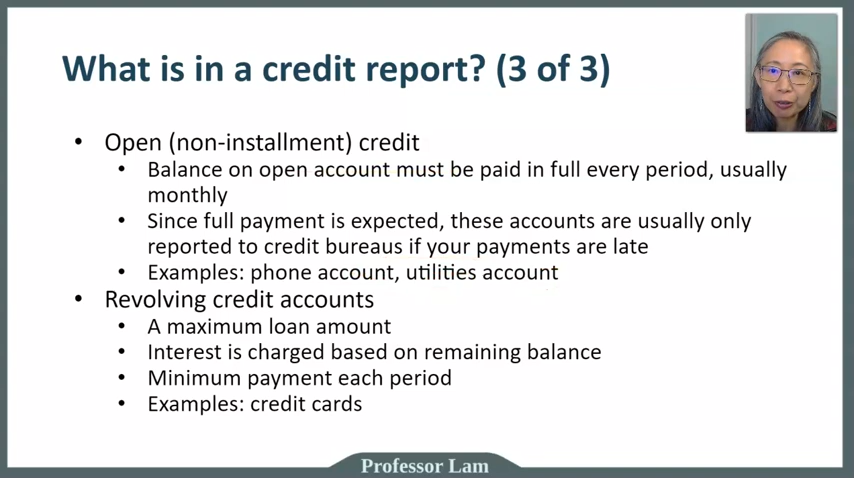 What is in a credit report? (3 of 3)
• Open (non-installment) credit
• Balance on open account must be paid in full every period, usually
monthly
• Since full payment is expected, these accounts are usually only
reported to credit bureaus if your payments are late
• Examples: phone account, utilities account
• Revolving credit accounts
• A maximum loan amount
• Interest is charged based on remaining balance
• Minimum payment each period
• Examples: credit cards
Professor Lam